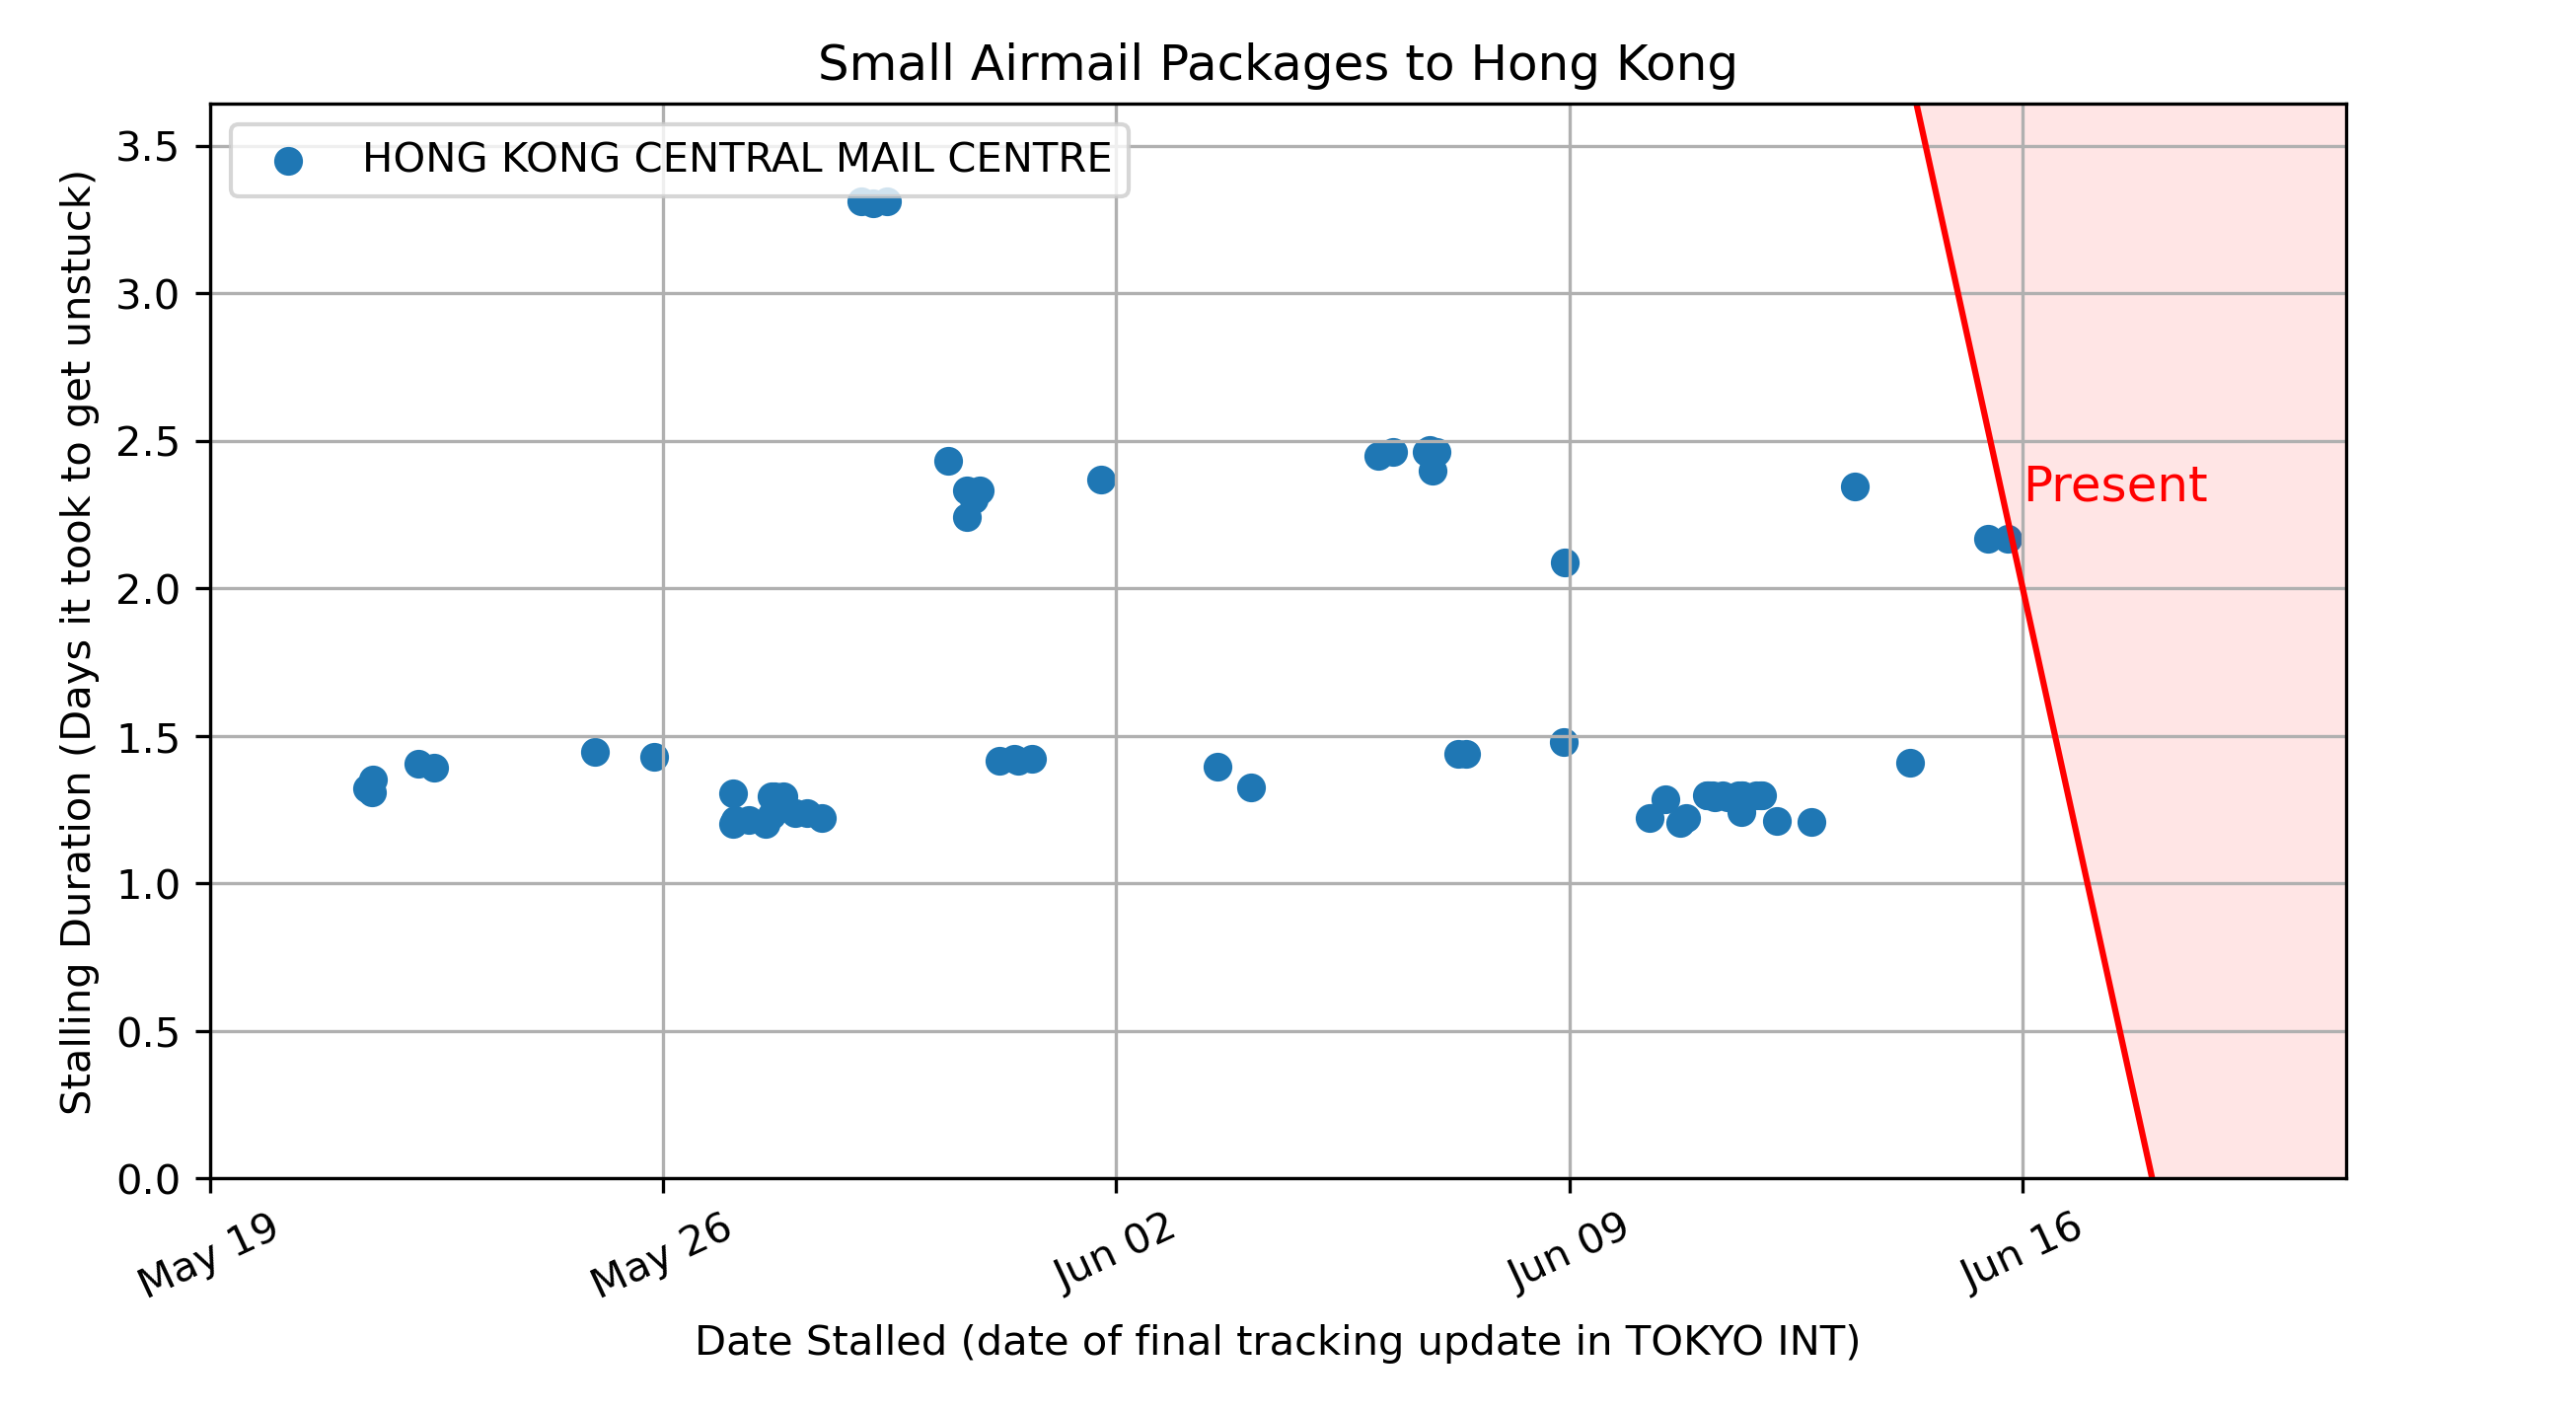 Small Airmail Packages to Hong Kong
HONG KONG CENTRAL MAIL CENTRE
Stalling Duration (Days it took to get unstuck)
3.5
3.0
2.5
2.0
1.5
1.0
0.5
0.0
Present
May 19
May 26
Jun 02
Jun 09
Jun 16
Date Stalled (date of final tracking update in TOKYO INT)